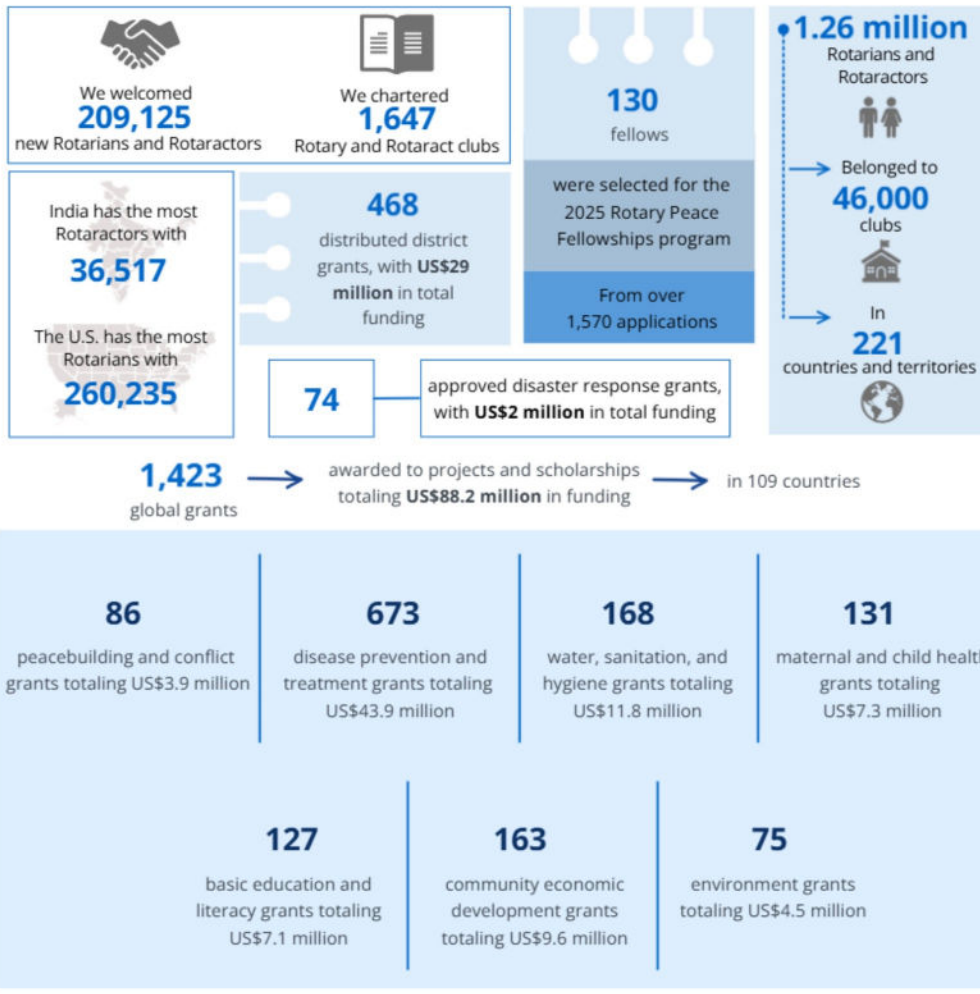 We welcomed
209,125
new Rotarians and Rotaractors
We chartered
1,647
Rotary and Rotaract clubs
130
fellows
were selected for the
2025 Rotary Peace
Fellowships program
From over
1,570 applications
1.26 million
Rotarians and
Rotaractors
Belonged to
46,000
clubs
In
221
countries and territories
India has the most
Rotaractors with
36,517
The U.S. has the most
Rotarians with
260,235
468
distributed district
grants, with US$29
million in total
funding
74
approved disaster response grants,
with US$2 million in total funding
1,423
global grants
awarded to projects and scholarships
totaling US$88.2 million in funding
in 109 countries
86
peacebuilding and conflict
grants totaling US$3.9 million
673
disease prevention and
treatment grants totaling
US$43.9 million
168
water, sanitation, and
hygiene grants totaling
US$11.8 million
131
maternal and child health
grants totaling
US$7.3 million
127
basic education and
literacy grants totaling
US$7.1 million
163
community economic
development grants
totaling US$9.6 million
75
environment grants
totaling US$4.5 million